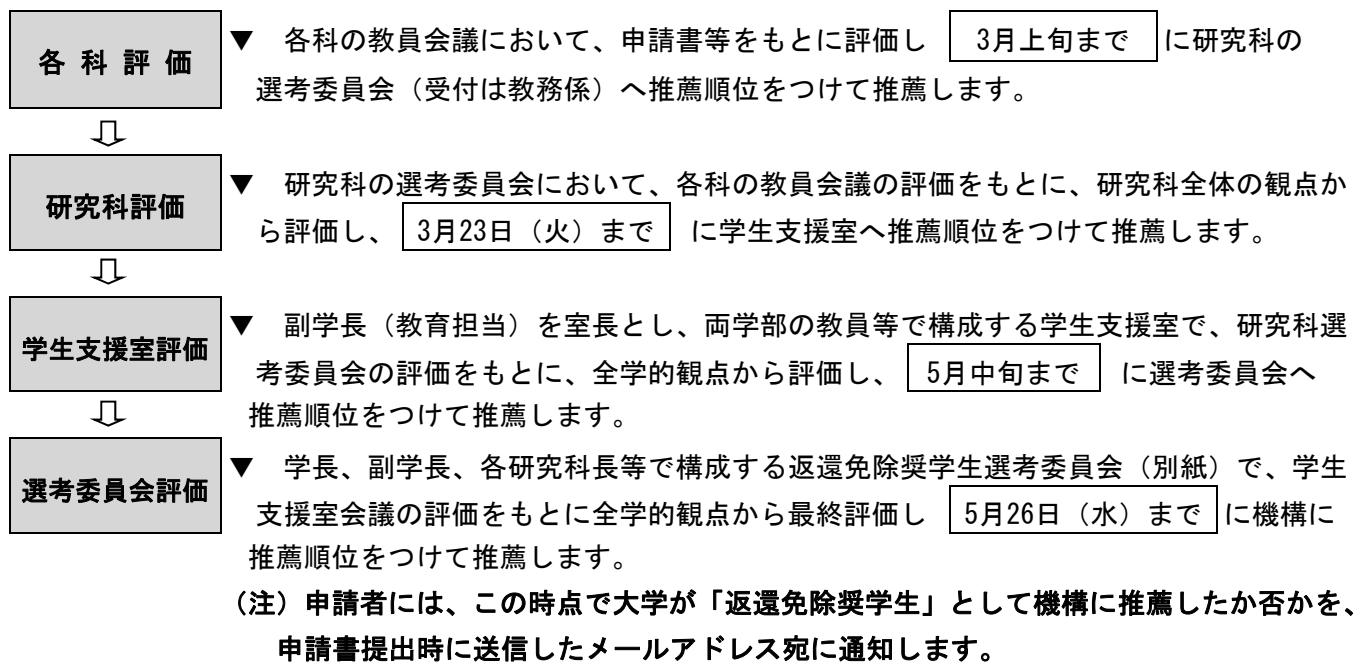 各 科 評 価
▼　各科の教員会議において、申請書等をもとに評価し　3月上旬まで　に研究科の
選考委員会（受付は教務係）へ推薦順位をつけて推薦します。
⇩
研究科評価
▼　研究科の選考委員会において、各科の教員会議の評価をもとに、研究科全体の観点か
ら評価し、　3月23日（火）まで　に学生支援室へ推薦順位をつけて推薦します。
⇩
学生支援室評価
▼　副学長（教育担当）を室長とし、両学部の教員等で構成する学生支援室で、研究科選
考委員会の評価をもとに、全学的観点から評価し、　5月中旬まで　に選考委員会へ
推薦順位をつけて推薦します。
⇩
選考委員会評価
▼　学長、副学長、各研究科長等で構成する返還免除奨学生選考委員会（別紙）で、学生
支援室会議の評価をもとに全学的観点から最終評価し　5月26日（水）まで　に機構に
推薦順位をつけて推薦します。
（注）申請者には、この時点で大学が「返還免除奨学生」として機構に推薦したか否かを、
申請書提出時に送信したメールアドレス宛に通知します。